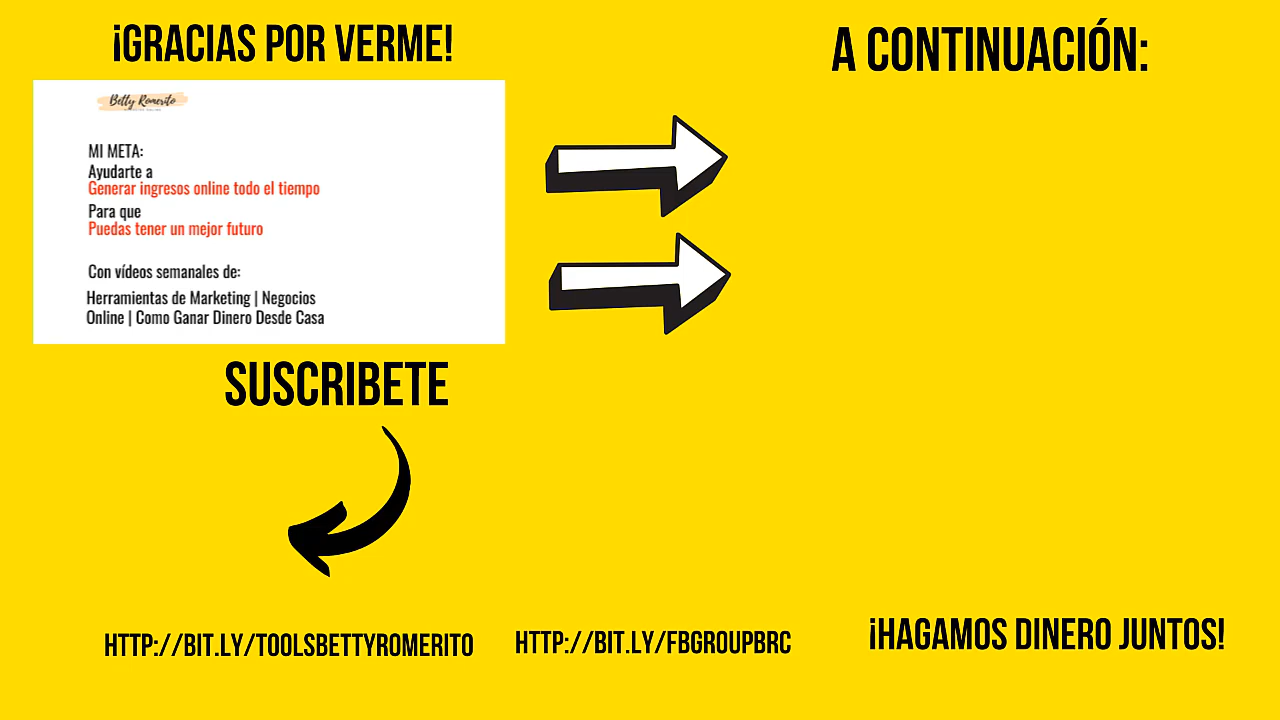 ¡GRACIAS POR VERME!
A CONTINUACIÓN:
Betty Romerito
MI META:
Ayudarte a
Generar ingresos online todo el tiempo
Para que
Puedas tener un mejor futuro
Con vídeos semanales de:
Herramientas de Marketing | Negocios
Online | Como Ganar Dinero Desde Casa
SUSCRIBETE
HTTP://BIT.LY/TOOLSBETTYROMERITO
HTTP://BIT.LY/FBGROUPBRC
¡HAGAMOS DINERO JUNTOS!